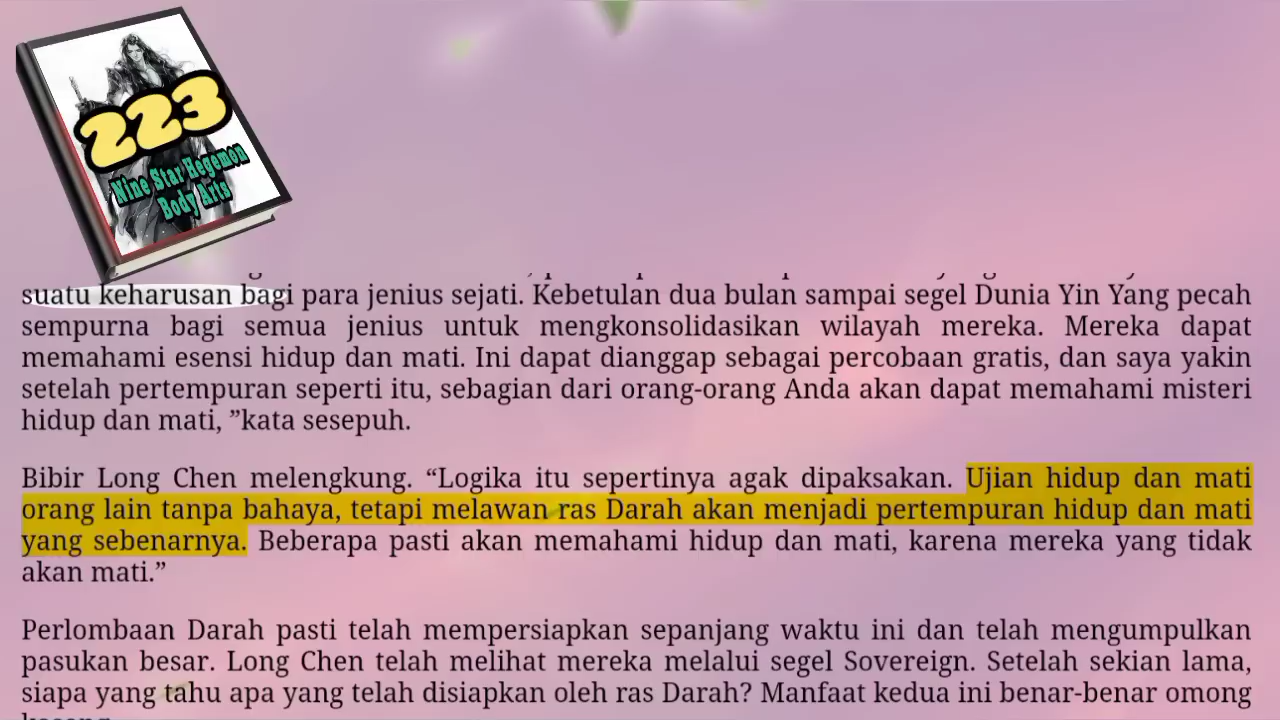 223
Nine Star Hegemon
Body Arts
suatu keharusan bagi para jenius sejati. Kebetulan dua bulan sampai segel Dunia Yin Yang pecah
sempurna bagi semua jenius untuk mengkonsolidasikan wilayah mereka. Mereka dapat
memahami esensi hidup dan mati. Ini dapat dianggap sebagai percobaan gratis, dan saya yakin
setelah pertempuran seperti itu, sebagian dari orang-orang Anda akan dapat memahami misteri
hidup dan mati, ”kata sesepuh.
Bibir Long Chen melengkung. “Logika itu sepertinya agak dipaksakan. Ujian hidup dan mati
orang lain tanpa bahaya, tetapi melawan ras Darah akan menjadi pertempuran hidup dan mati
yang sebenarnya. Beberapa pasti akan memahami hidup dan mati, karena mereka yang tidak
akan mati.”
Perlombaan Darah pasti telah mempersiapkan sepanjang waktu ini dan telah mengumpulkan
pasukan besar. Long Chen telah melihat mereka melalui segel Sovereign. Setelah sekian lama,
siapa yang tahu apa yang telah disiapkan oleh ras Darah? Manfaat kedua ini benar-benar omong